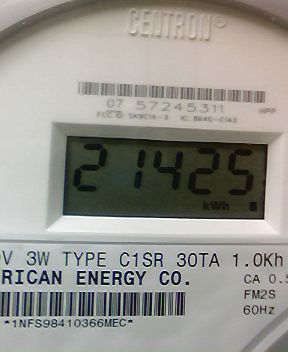 CENTRON®
07 57245311
21425
kWh
V 3W TYPE C1SR 30TA 1.0Kh
RICAN ENERGY CO.
CA 0.5
FM2S
60Hz
*1NFS98410366MEC*